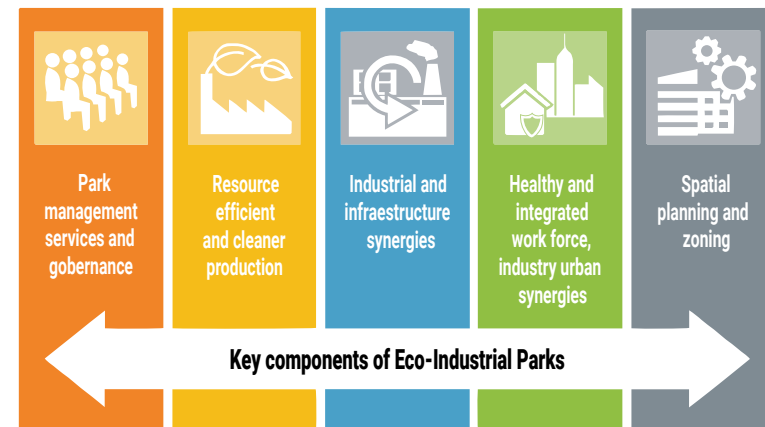 Park
management
services and
gobernance
Resource
efficient
and cleaner
production
Industrial and
infraestructure
synergies
Healthy and
integrated
work force,
industry urban
synergies
Spatial
planning and
zoning
Key components of Eco-Industrial Parks